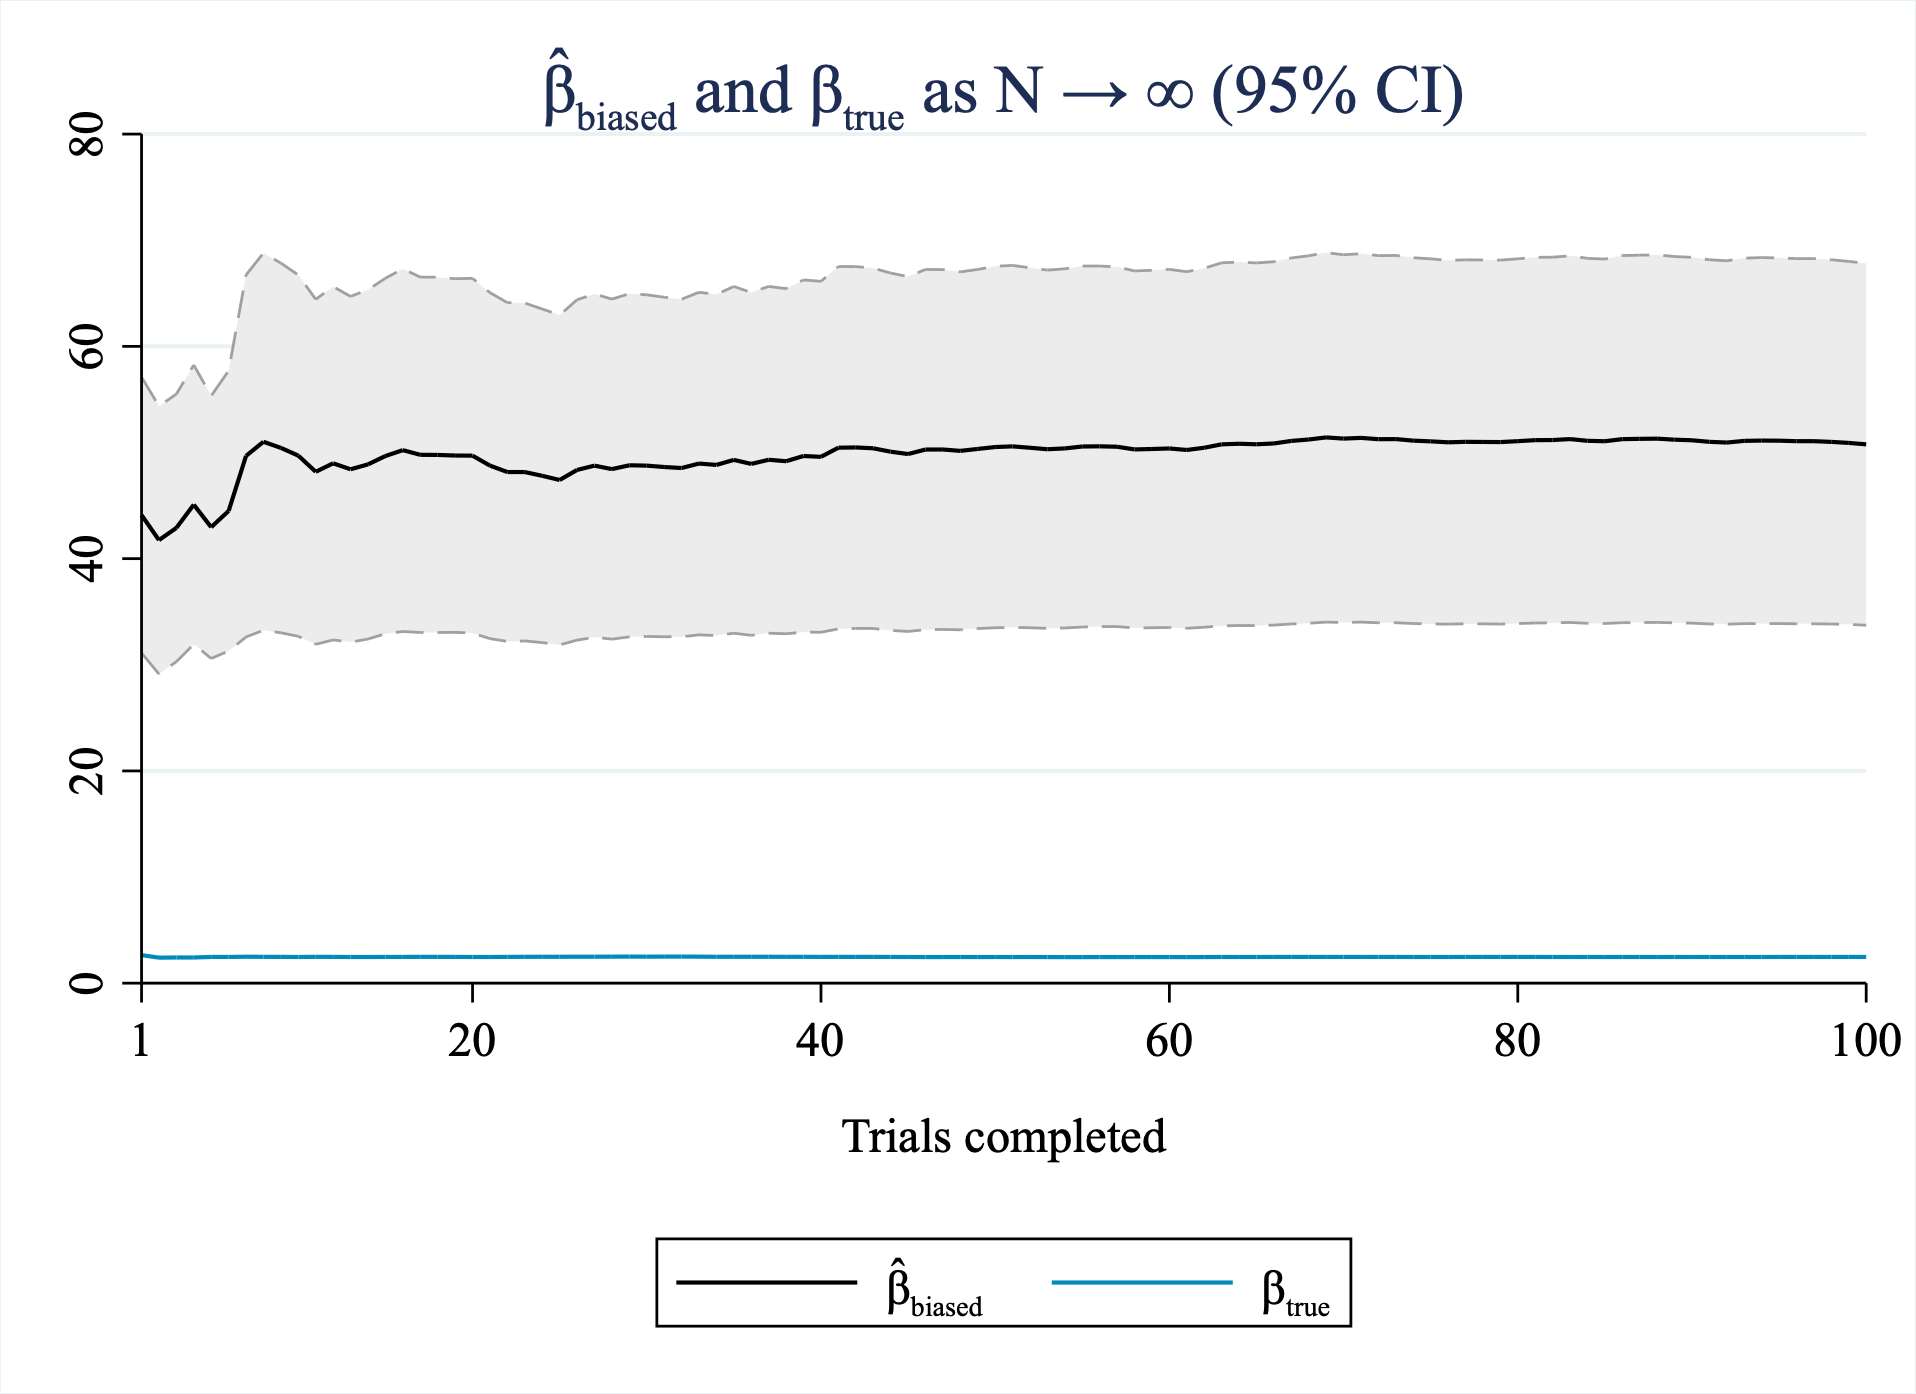 β̂biased and βtrue as N → ∞ (95% CI)
80
60
40
20
0
1 20 40 60 80 100
Trials completed
β̂biased βtrue